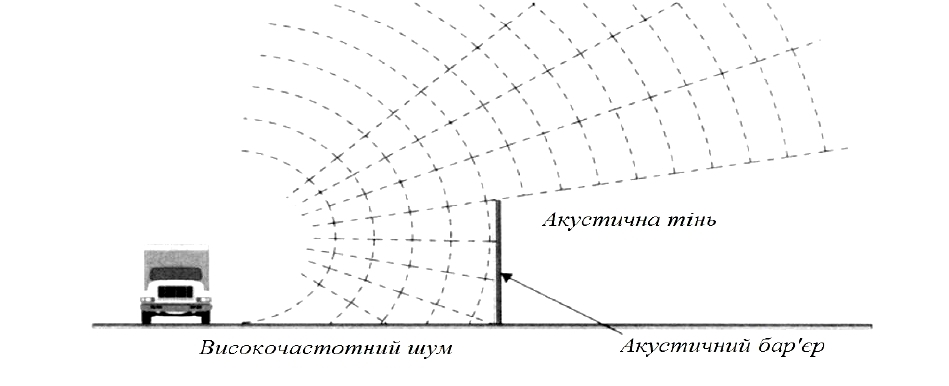 Акустична тінь
Високочастотний шум
Акустичний бар'єр